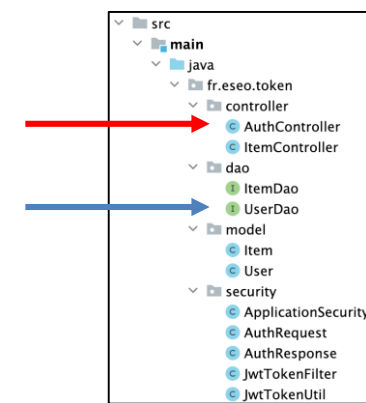 src
main
java
fr.eseo.token
controller
C AuthController
C ItemController
dao
I ItemDao
I UserDao
model
C Item
C User
security
C ApplicationSecurity
C AuthRequest
C AuthResponse
C JwtTokenFilter
C JwtTokenUtil